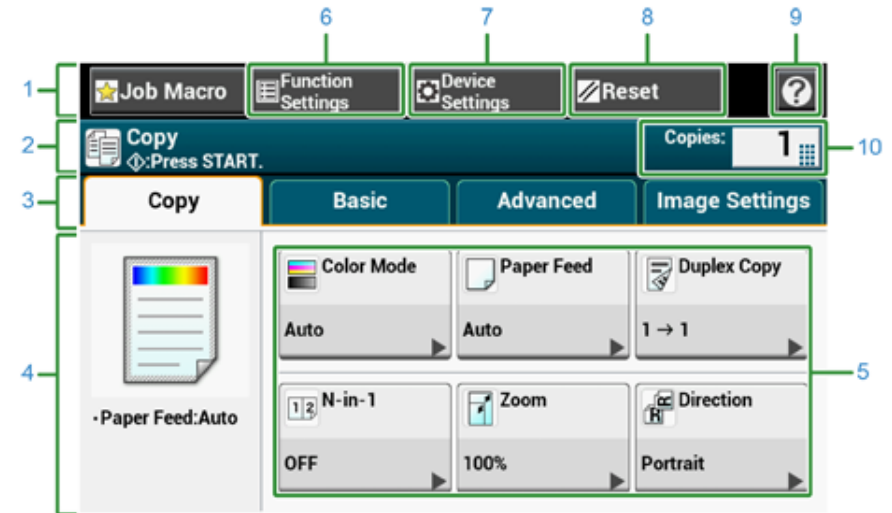 6 7 8 9
1 Job Macro Function Settings Device Settings Reset ?
2 Copy Copies: 1 10
:Press START.
3 Copy Basic Advanced Image Settings
Color Mode Paper Feed Duplex Copy
Auto Auto 1→1
4 5
1 2 N-in-1 Zoom R R Direction
·Paper Feed:Auto
OFF 100% Portrait